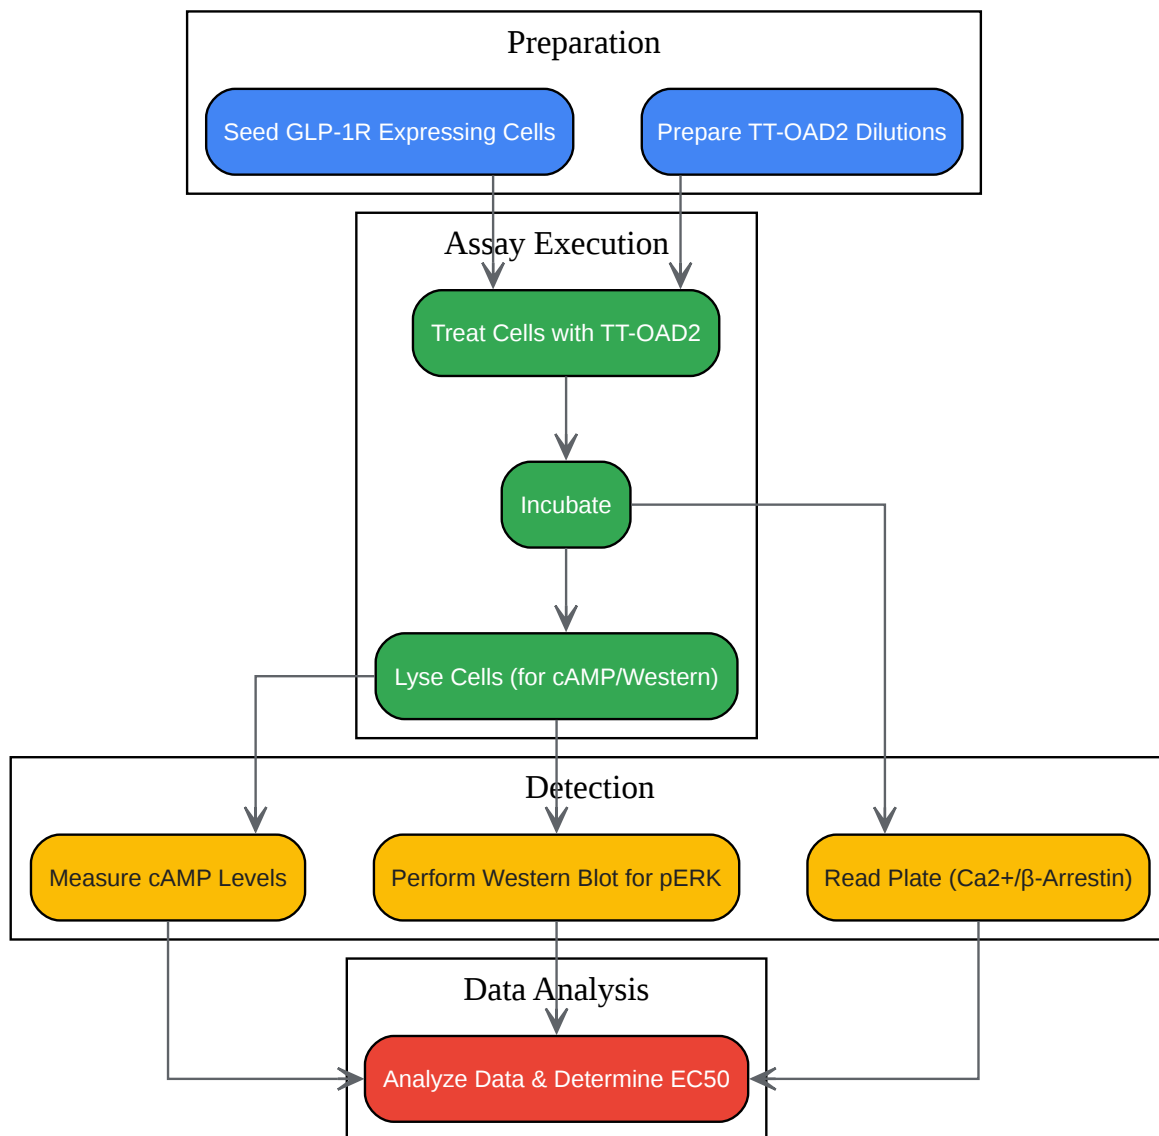 Preparation
Seed GLP-1R Expressing Cells
Prepare TT-OAD2 Dilutions
Assay Execution
Treat Cells with TT-OAD2
Incubate
Lyse Cells (for cAMP/Western)
Detection
Measure cAMP Levels
Perform Western Blot for pERK
Read Plate (Ca2+/β-Arrestin)
Data Analysis
Analyze Data & Determine EC50